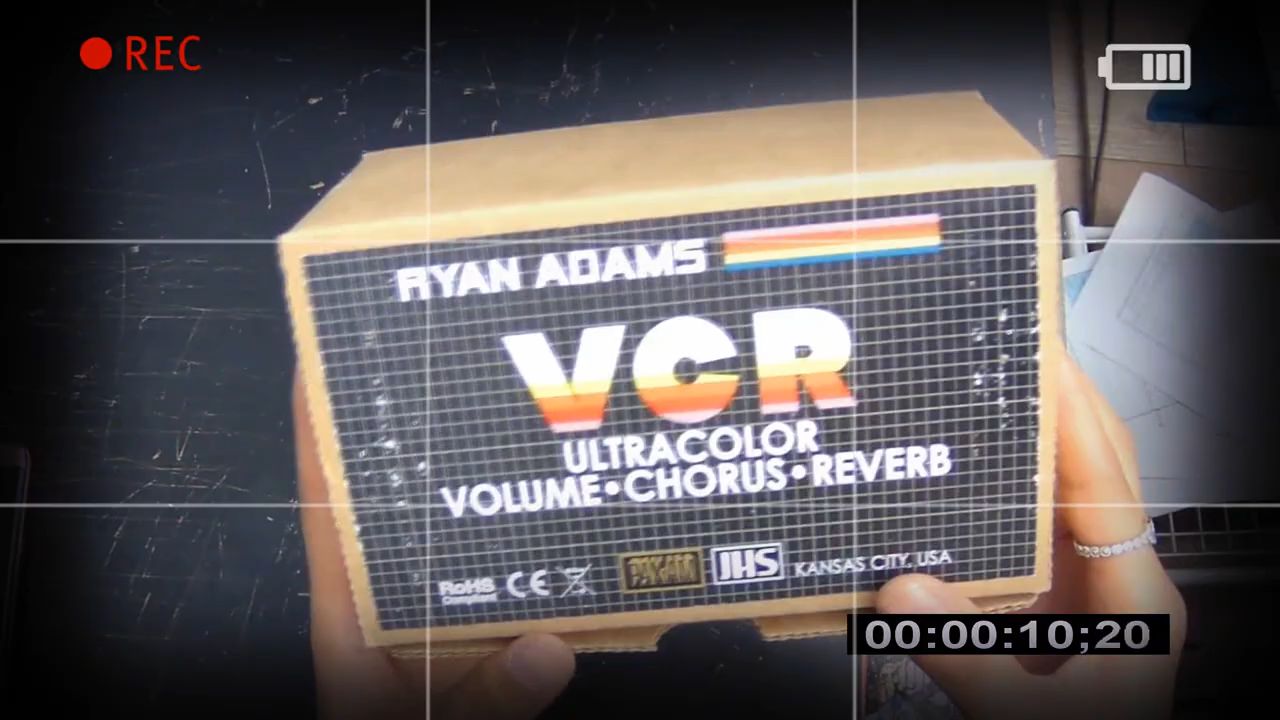 REC
RYAN ADAMS
VCR
ULTRACOLOR
VOLUME•CHORUS•REVERB
RoHS
Compliant
CE
PAX-AM
JHS
KANSAS CITY, USA
00:00:10;20